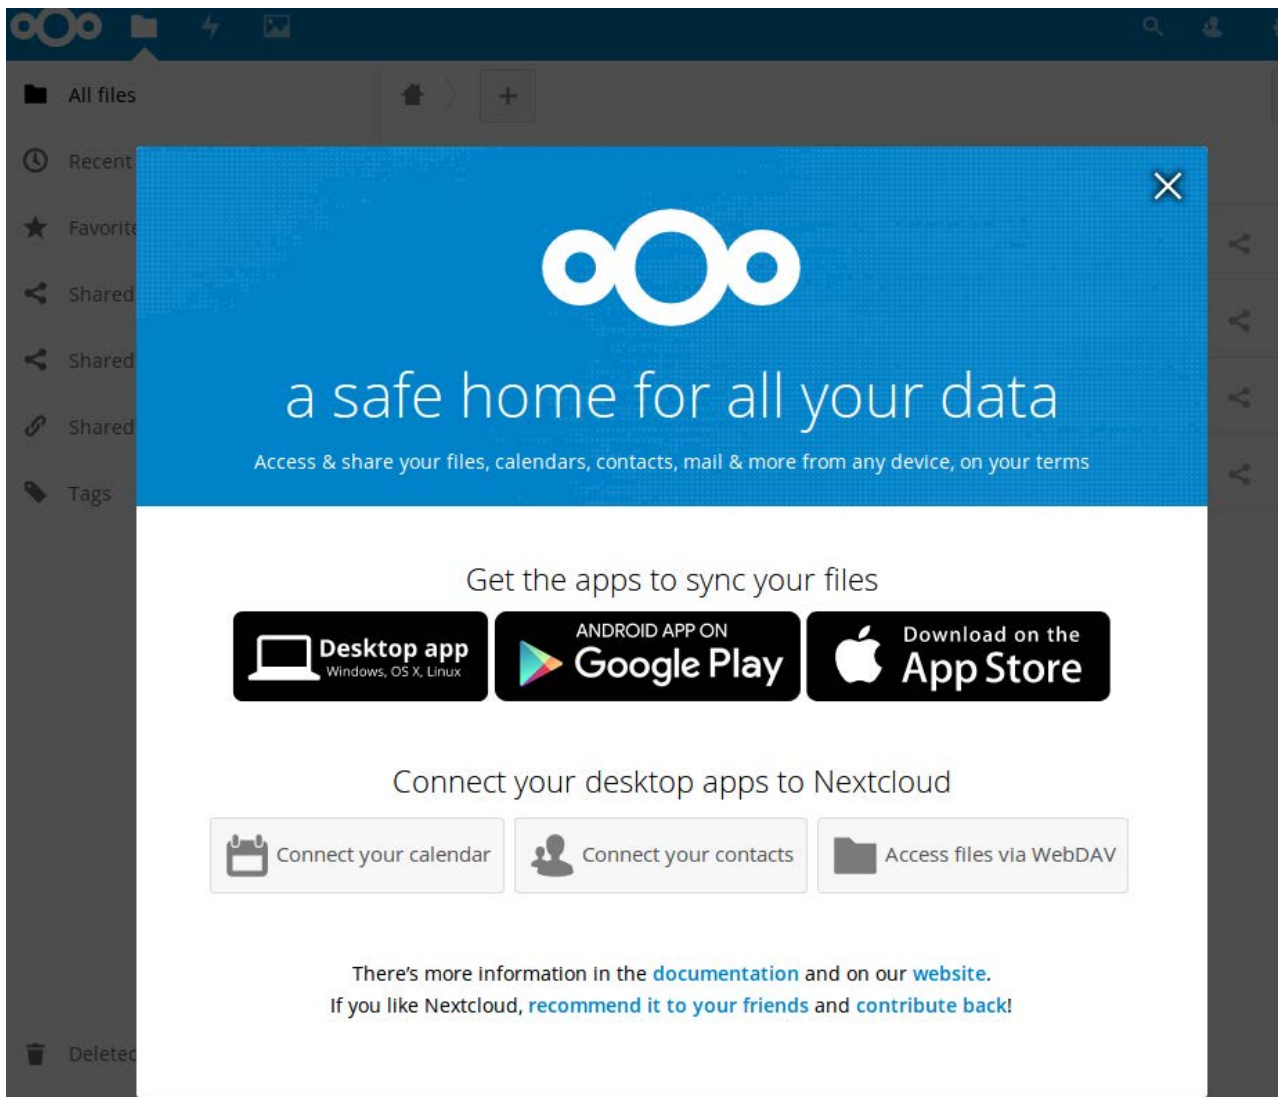 All files
Recent
Favorite
Shared
Shared
Shared
Tags
Deleted
a safe home for all your data
Access & share your files, calendars, contacts, mail & more from any device, on your terms
Get the apps to sync your files
Desktop app
Windows, OS X, Linux
ANDROID APP ON
Google Play
Download on the
App Store
Connect your desktop apps to Nextcloud
Connect your calendar
Connect your contacts
Access files via WebDAV
There's more information in the documentation and on our website.
If you like Nextcloud, recommend it to your friends and contribute back!